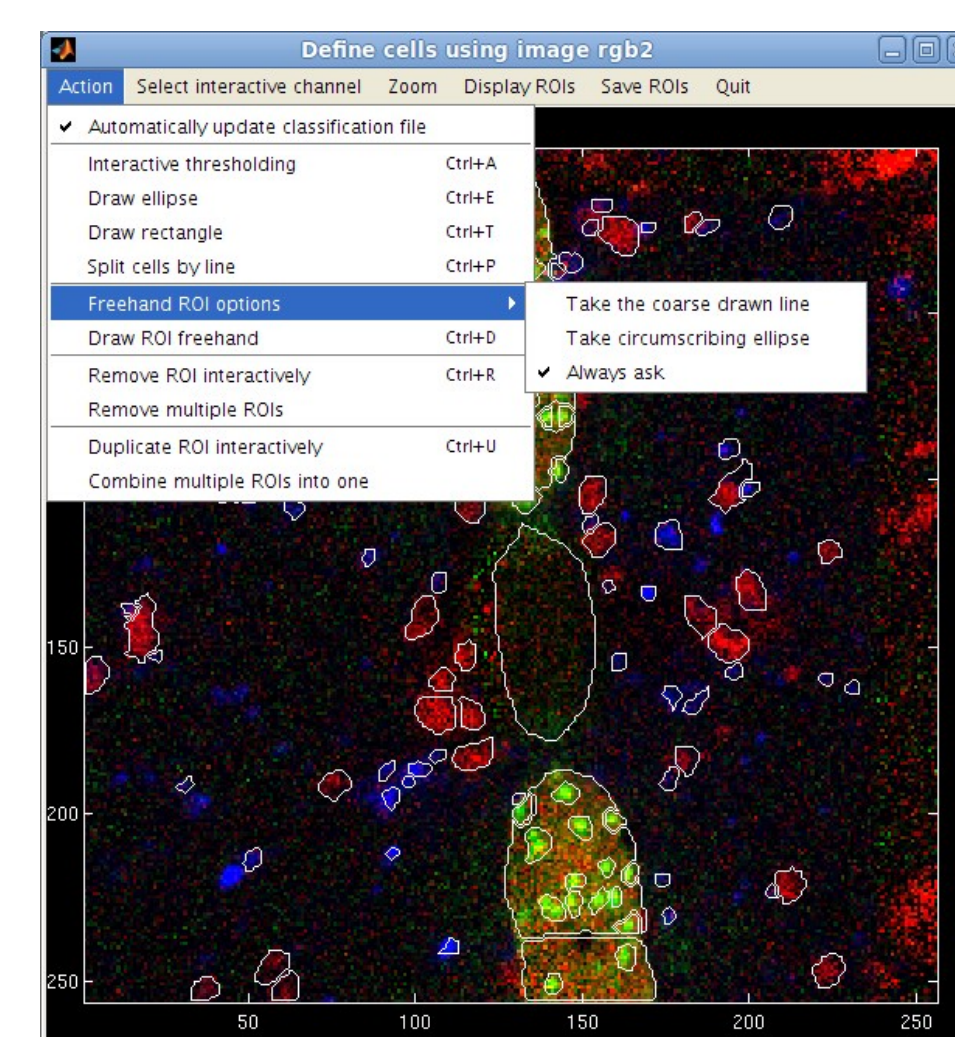 Define cells using image rgb2
Action Select interactive channel Zoom Display ROIs Save ROIs Quit
✔ Automatically update classification file
Interactive thresholding Ctrl+A
Draw ellipse Ctrl+E
Draw rectangle Ctrl+T
Split cells by line Ctrl+P
Freehand ROI options
Take the coarse drawn line
Draw ROI freehand Ctrl+D
Take circumscribing ellipse
Remove ROI interactively Ctrl+R
✔ Always ask
Remove multiple ROIs
Duplicate ROI interactively Ctrl+U
Combine multiple ROIs into one
150
200
250
50 100 150 200 250